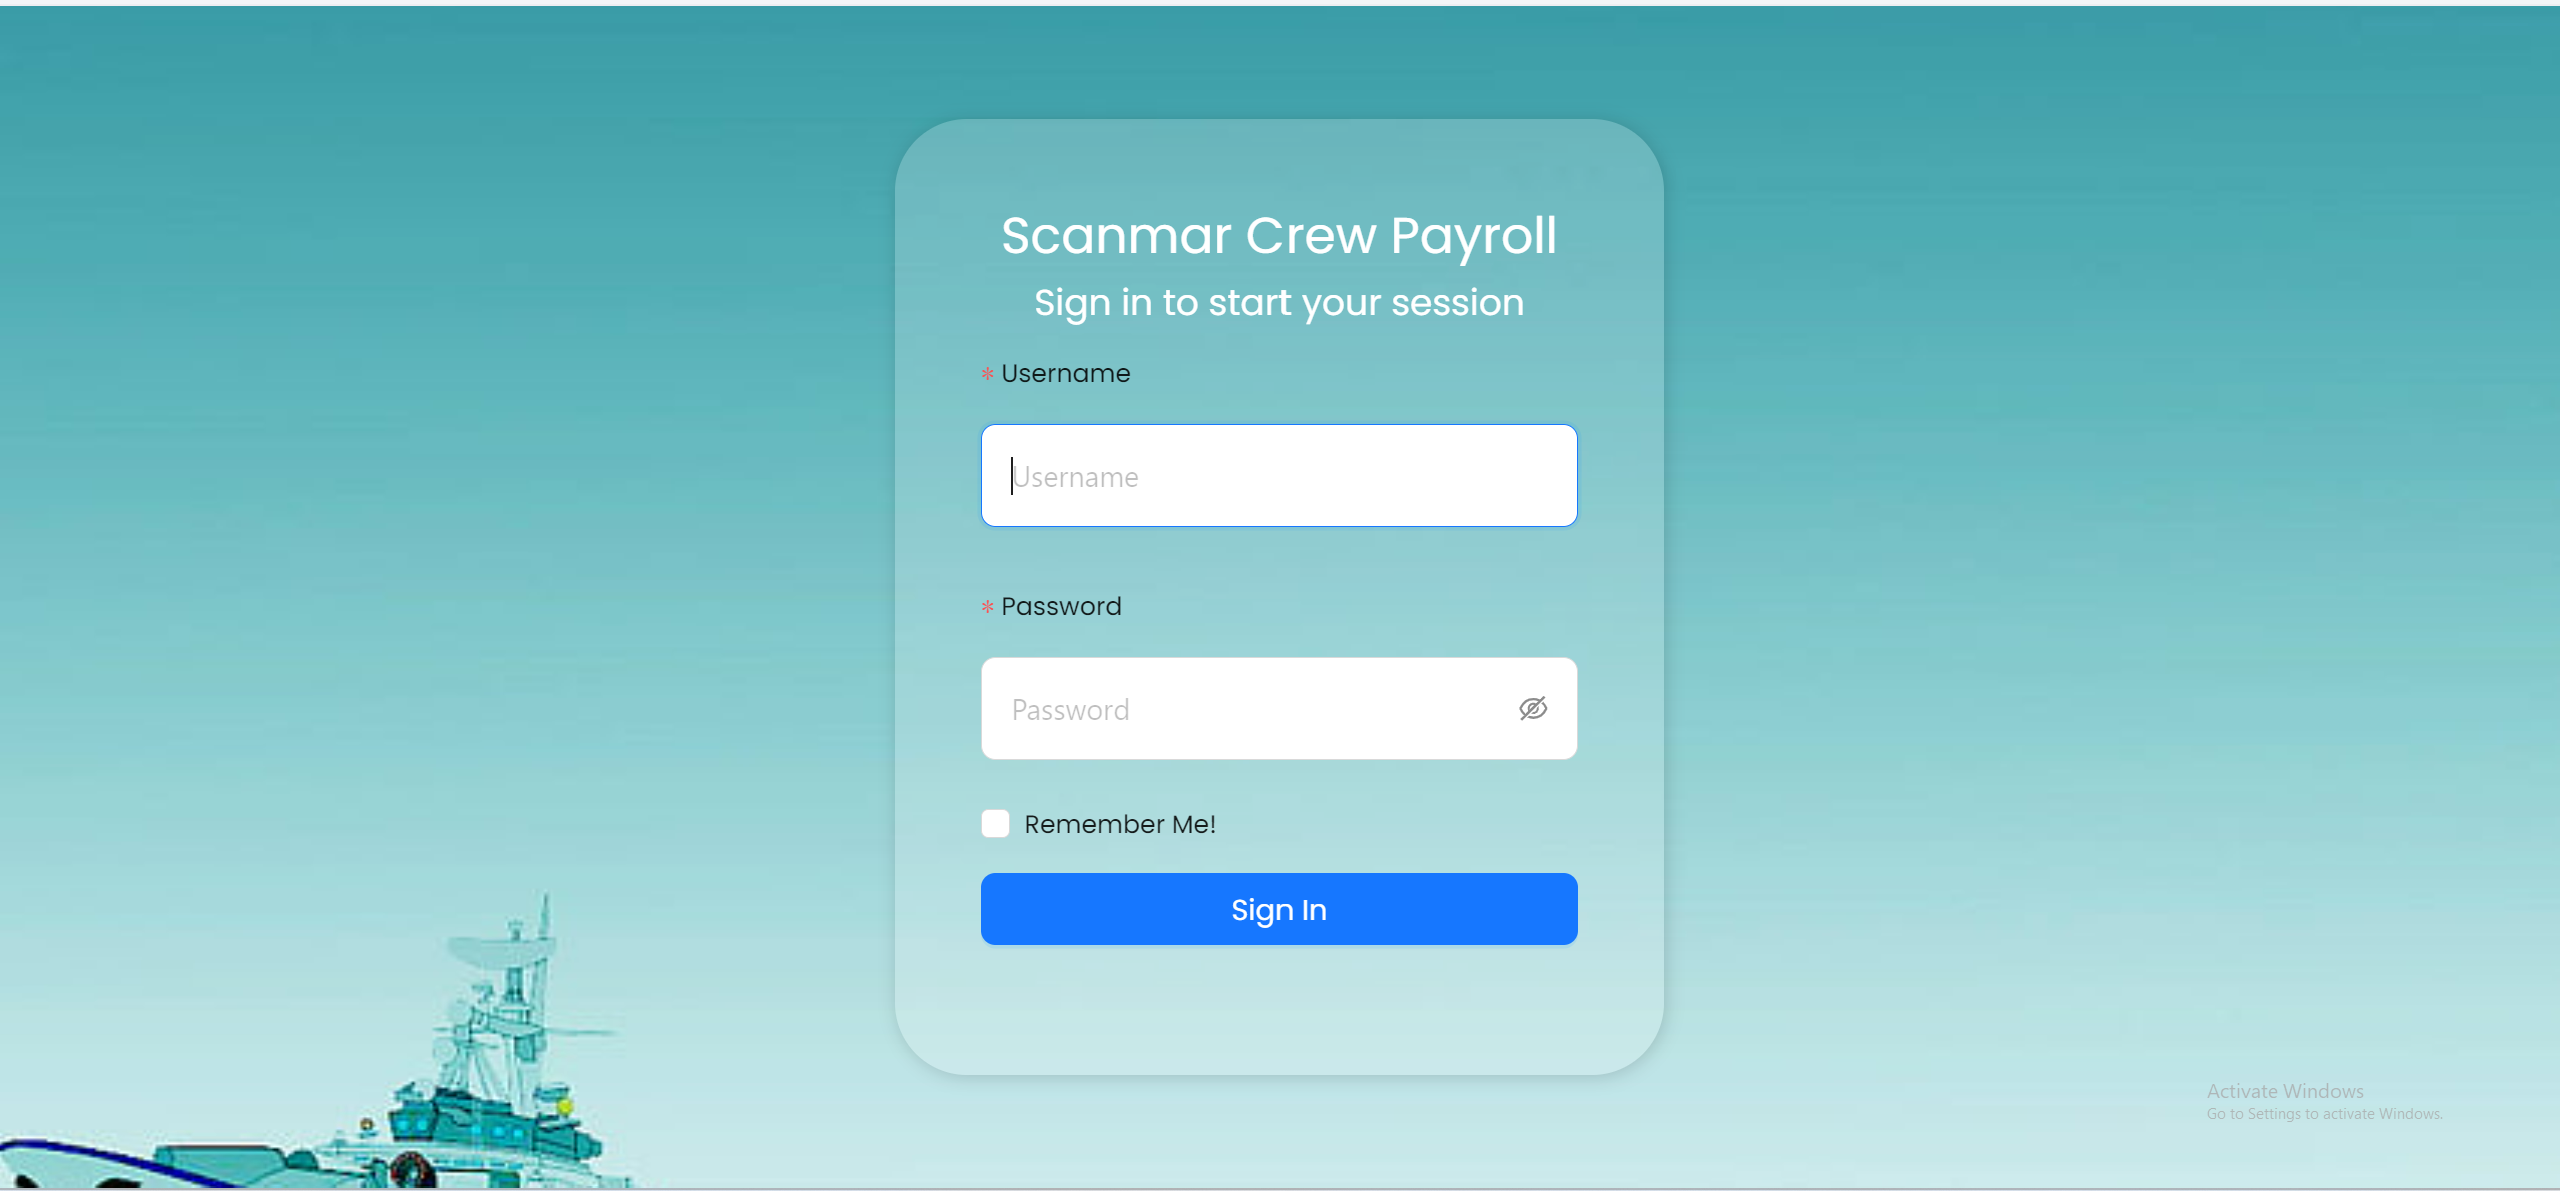 Scanmar Crew Payroll
Sign in to start your session
* Username
Username
* Password
Password
Remember Me!
Sign In
Activate Windows
Go to Settings to activate Windows.